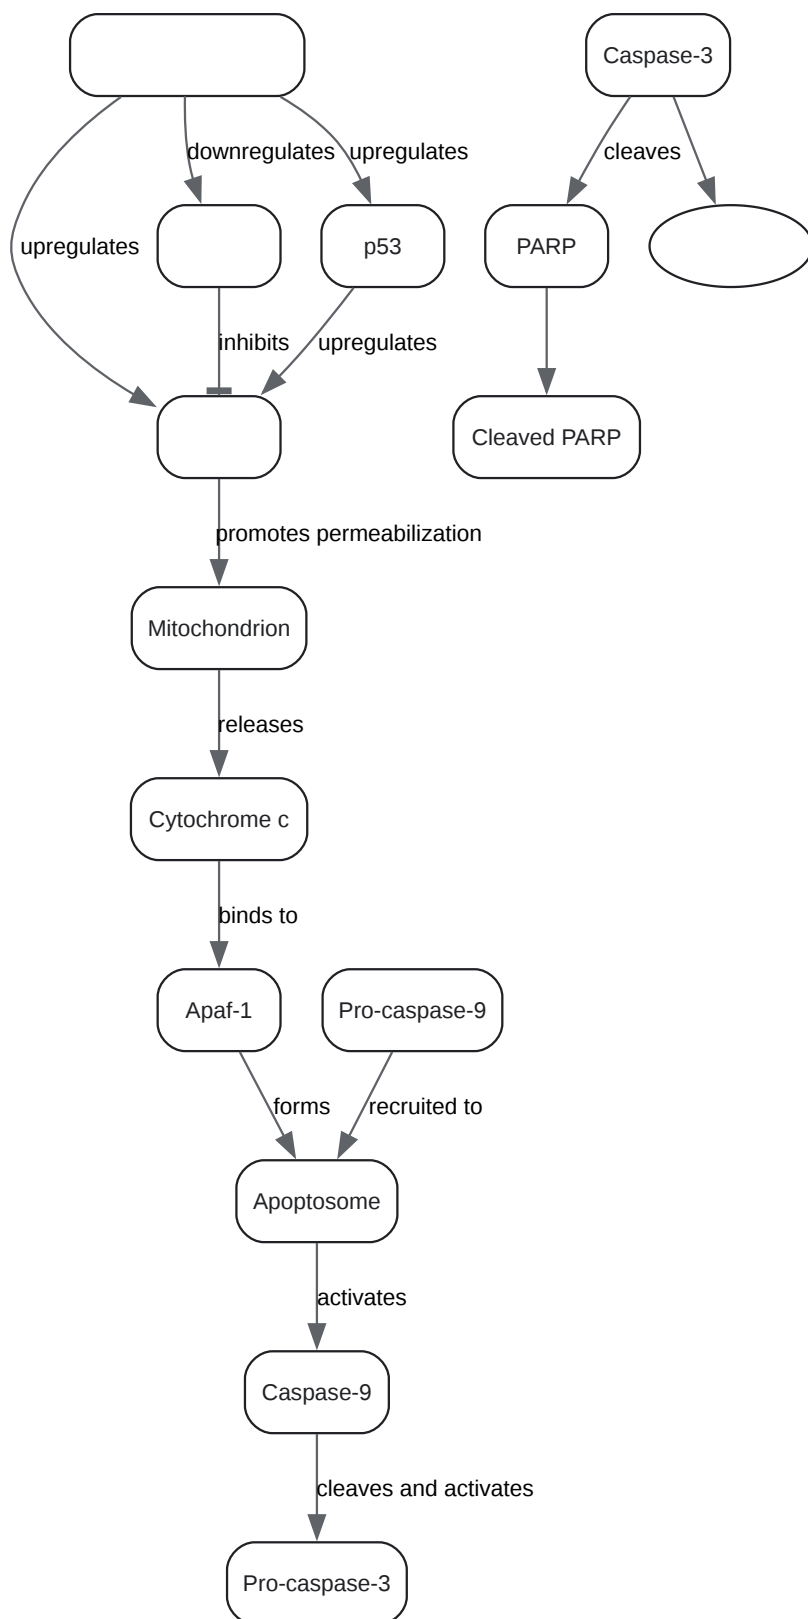 Caspase-3
downregulates
upregulates
cleaves
upregulates
p53
PARP
inhibits
upregulates
Cleaved PARP
promotes permeabilization
Mitochondrion
releases
Cytochrome c
binds to
Apaf-1
Pro-caspase-9
forms
recruited to
Apoptosome
activates
Caspase-9
cleaves and activates
Pro-caspase-3